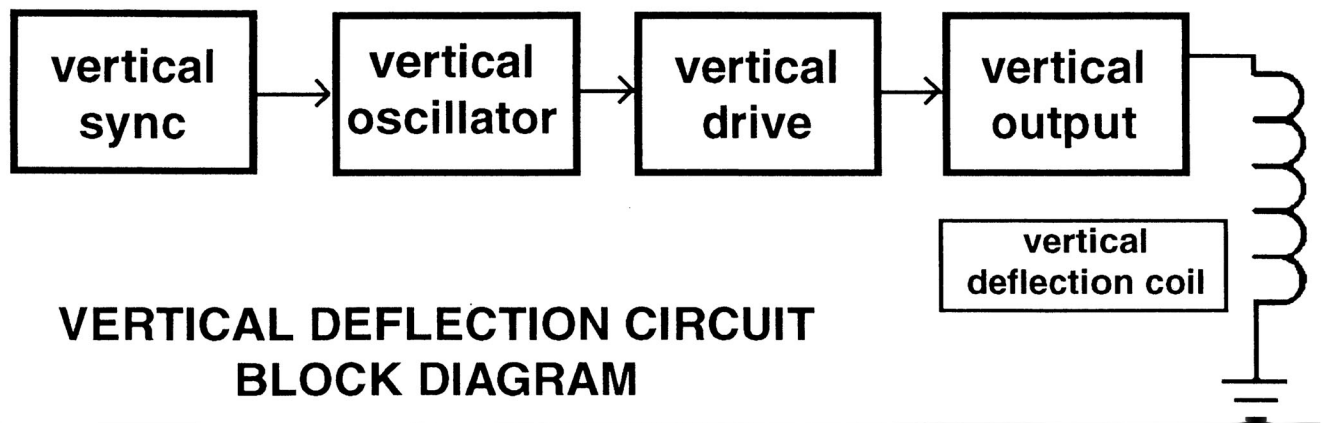 vertical
sync
vertical
oscillator
vertical
drive
vertical
output
vertical
deflection coil
VERTICAL DEFLECTION CIRCUIT
BLOCK DIAGRAM